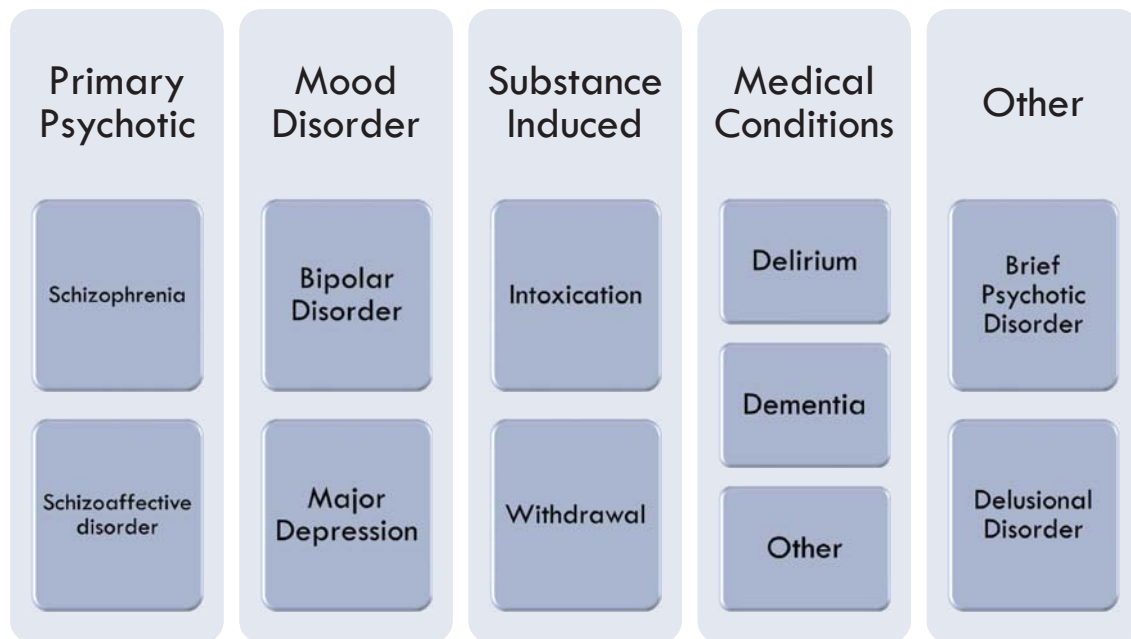 Primary
Psychotic
Schizophrenia
Schizoaffective
disorder
Mood
Disorder
Bipolar
Disorder
Major
Depression
Substance
Induced
Intoxication
Withdrawal
Medical
Conditions
Delirium
Dementia
Other
Other
Brief
Psychotic
Disorder
Delusional
Disorder